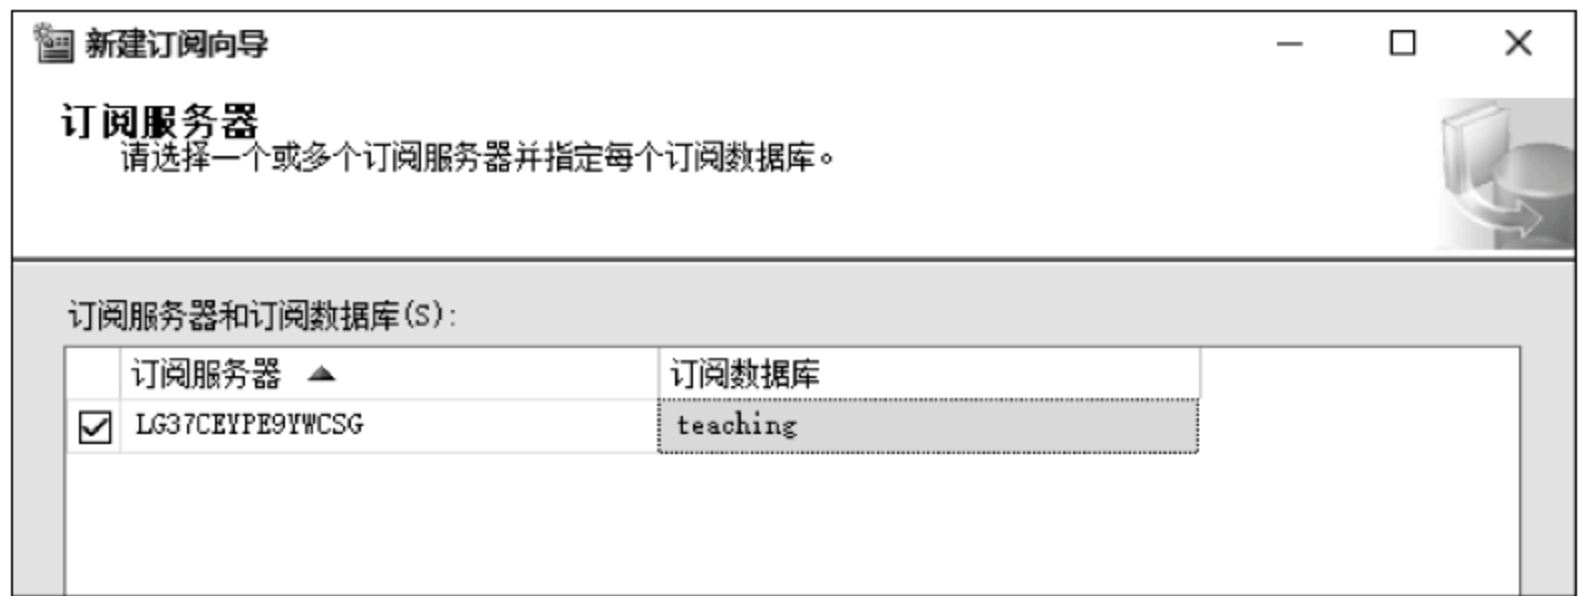 新建订阅向导
订阅服务器
请选择一个或多个订阅服务器并指定每个订阅数据库。
订阅服务器和订阅数据库(S):
订阅服务器 订阅数据库
LG37CEYPE9YWCSG teaching